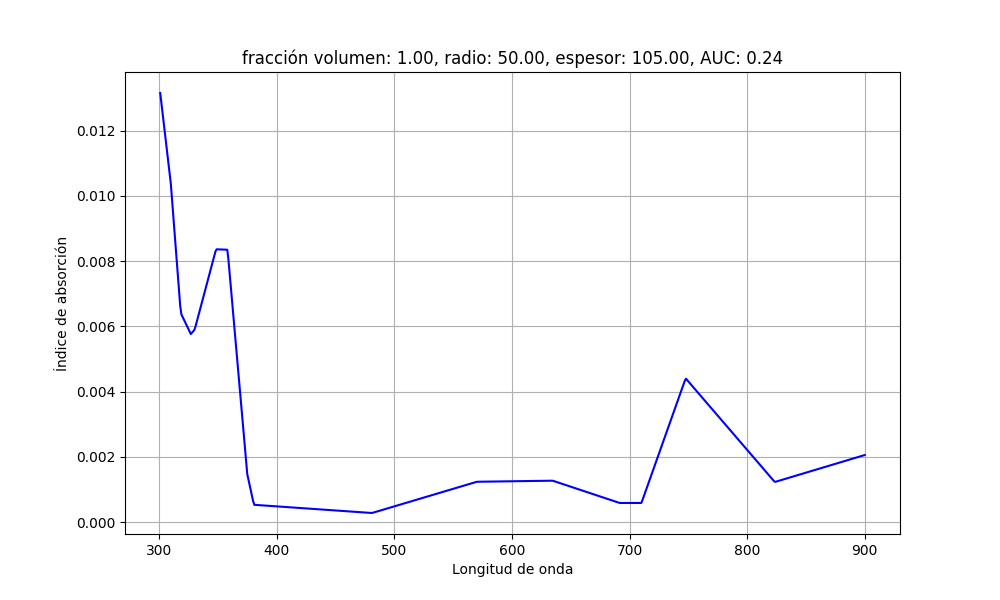 fracción volumen: 1.00, radio: 50.00, espesor: 105.00, AUC: 0.24
0.012
0.010
0.008
0.006
0.004
0.002
0.000
Índice de absorción
300 400 500 600 700 800 900
Longitud de onda